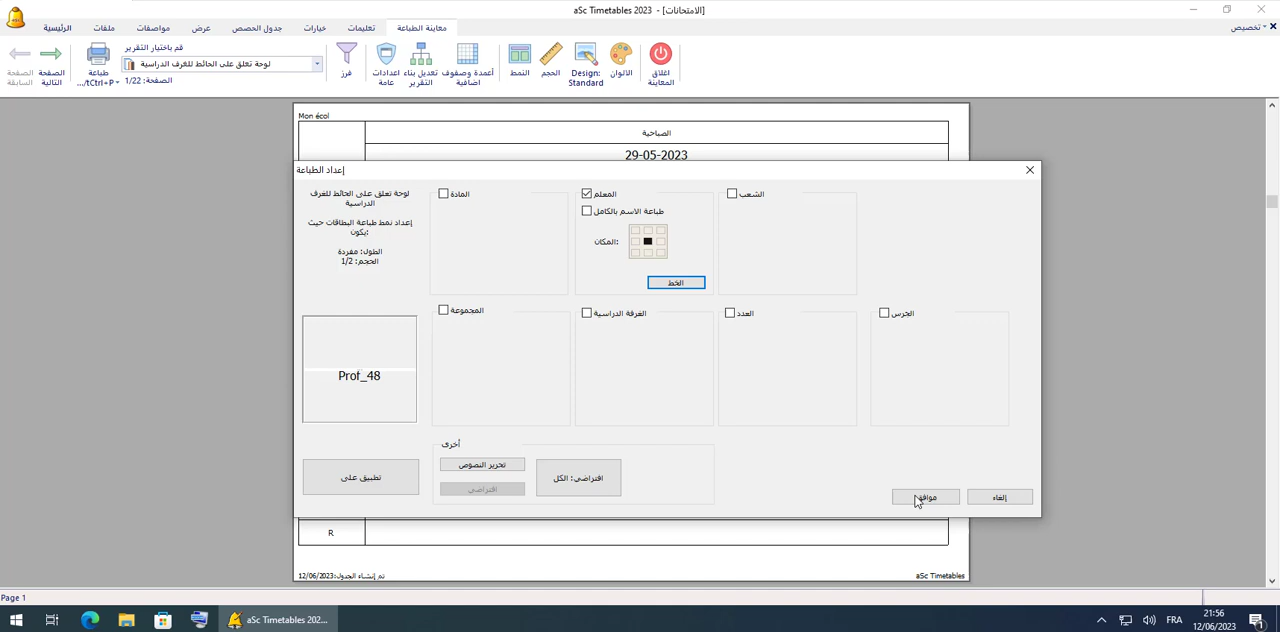 aSc Timetables 2023 - [الامتحانات]
الرئيسية
ملفات
مواصفات
عرض
جدول الحصص
خيارات
تعليمات
معاينة الطباعة
تخصيص
الصفحة السابقة
الصفحة التالية
طباعة
...tCtrl+P/
قم باختيار التقرير
لوحة تعلق على الحائط للغرف الدراسية
الصفحة: 1/22
فرز
اعدادات عامة
تعديل بناء التقرير
أعمدة وصفوف اضافية
النمط
الحجم
Design: Standard
الالوان
اغلاق المعاينة
Mon écol
الصباحية
29-05-2023
إعداد الطباعة
لوحة تعلق على الحائط للغرف
الدراسية
إعداد نمط طباعة البطاقات حيث
يكون:
الطول: مفردة
الحجم: 1/2
المادة
المعلم
طباعة الاسم بالكامل
المكان:
الخط
الشعب
المجموعة
الغرفة الدراسية
العدد
الجرس
Prof_48
أخرى
تحرير النصوص
افتراضي
افتراضي: الكل
تطبيق على
موافق
إلغاء
R
تم إنشاء الجدول:12/06/2023
aSc Timetables
Page 1
aSc Timetables 202...
FRA
21:56
12/06/2023
1